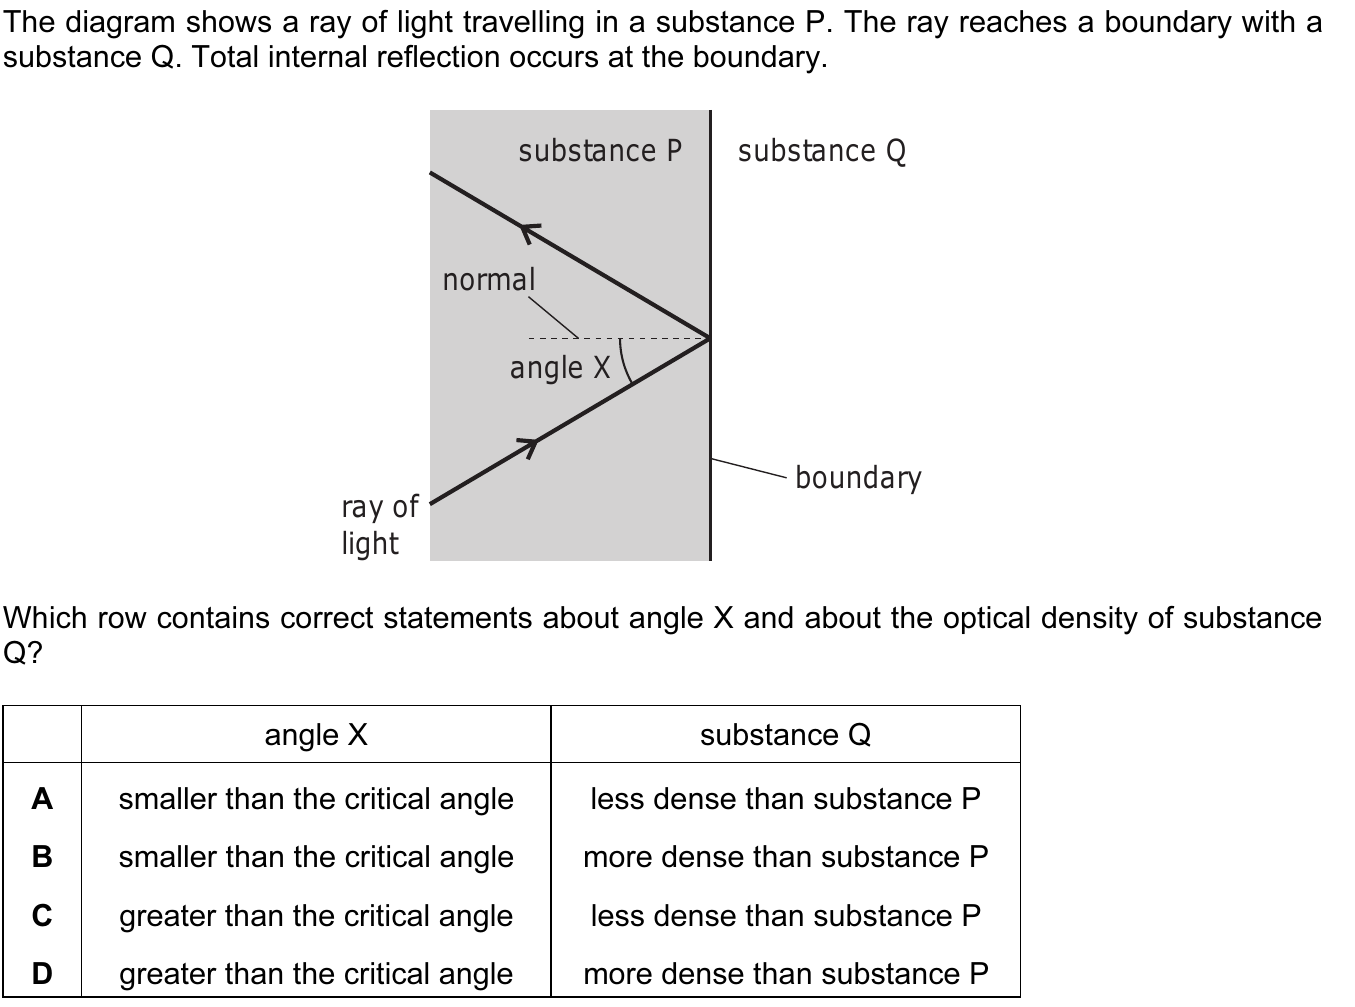 The diagram shows a ray of light travelling in a substance P. The ray reaches a boundary with a
substance Q. Total internal reflection occurs at the boundary.
substance P
substance Q
normal
angle X
boundary
ray of
light
Which row contains correct statements about angle X and about the optical density of substance
Q?
angle X substance Q
A smaller than the critical angle less dense than substance P
B smaller than the critical angle more dense than substance P
C greater than the critical angle less dense than substance P
D greater than the critical angle more dense than substance P